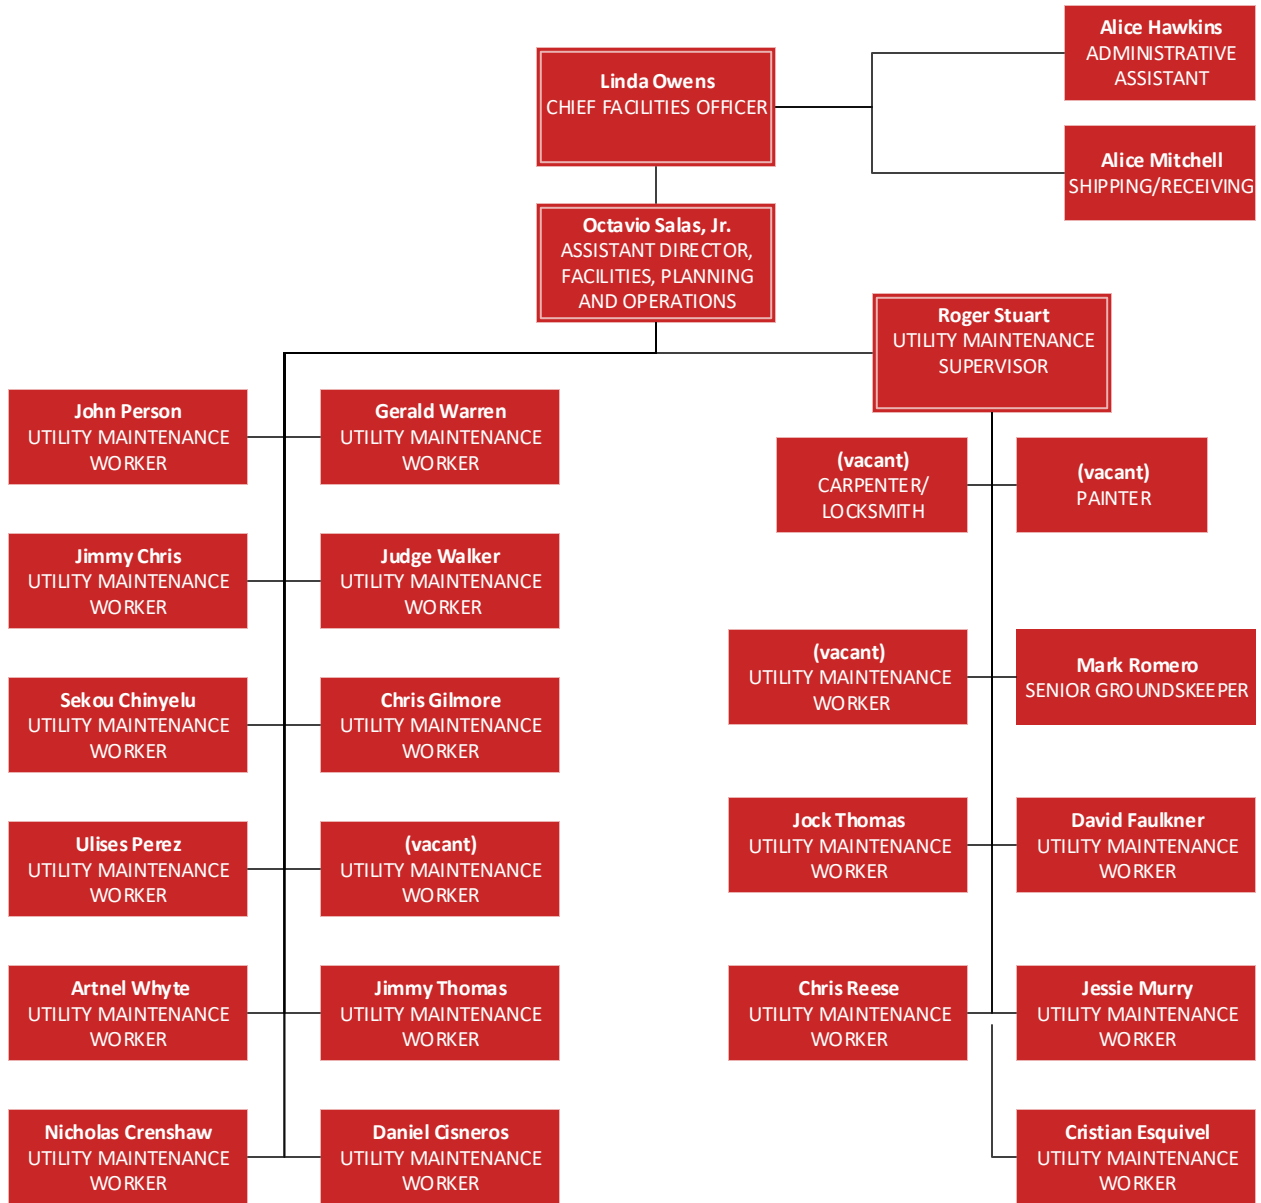 Alice Hawkins
ADMINISTRATIVE
ASSISTANT
Linda Owens
CHIEF FACILITIES OFFICER
Alice Mitchell
SHIPPING/RECEIVING
Octavio Salas, Jr.
ASSISTANT DIRECTOR,
FACILITIES, PLANNING
AND OPERATIONS
Roger Stuart
UTILITY MAINTENANCE
SUPERVISOR
John Person
UTILITY MAINTENANCE
WORKER
Gerald Warren
UTILITY MAINTENANCE
WORKER
(vacant)
CARPENTER/
LOCKSMITH
(vacant)
PAINTER
Jimmy Chris
UTILITY MAINTENANCE
WORKER
Judge Walker
UTILITY MAINTENANCE
WORKER
(vacant)
UTILITY MAINTENANCE
WORKER
Mark Romero
SENIOR GROUNDSKEEPER
Sekou Chinyelu
UTILITY MAINTENANCE
WORKER
Chris Gilmore
UTILITY MAINTENANCE
WORKER
Jock Thomas
UTILITY MAINTENANCE
WORKER
David Faulkner
UTILITY MAINTENANCE
WORKER
Ulises Perez
UTILITY MAINTENANCE
WORKER
(vacant)
UTILITY MAINTENANCE
WORKER
Artnel Whyte
UTILITY MAINTENANCE
WORKER
Jimmy Thomas
UTILITY MAINTENANCE
WORKER
Chris Reese
UTILITY MAINTENANCE
WORKER
Jessie Murry
UTILITY MAINTENANCE
WORKER
Nicholas Crenshaw
UTILITY MAINTENANCE
WORKER
Daniel Cisneros
UTILITY MAINTENANCE
WORKER
Cristian Esquivel
UTILITY MAINTENANCE
WORKER